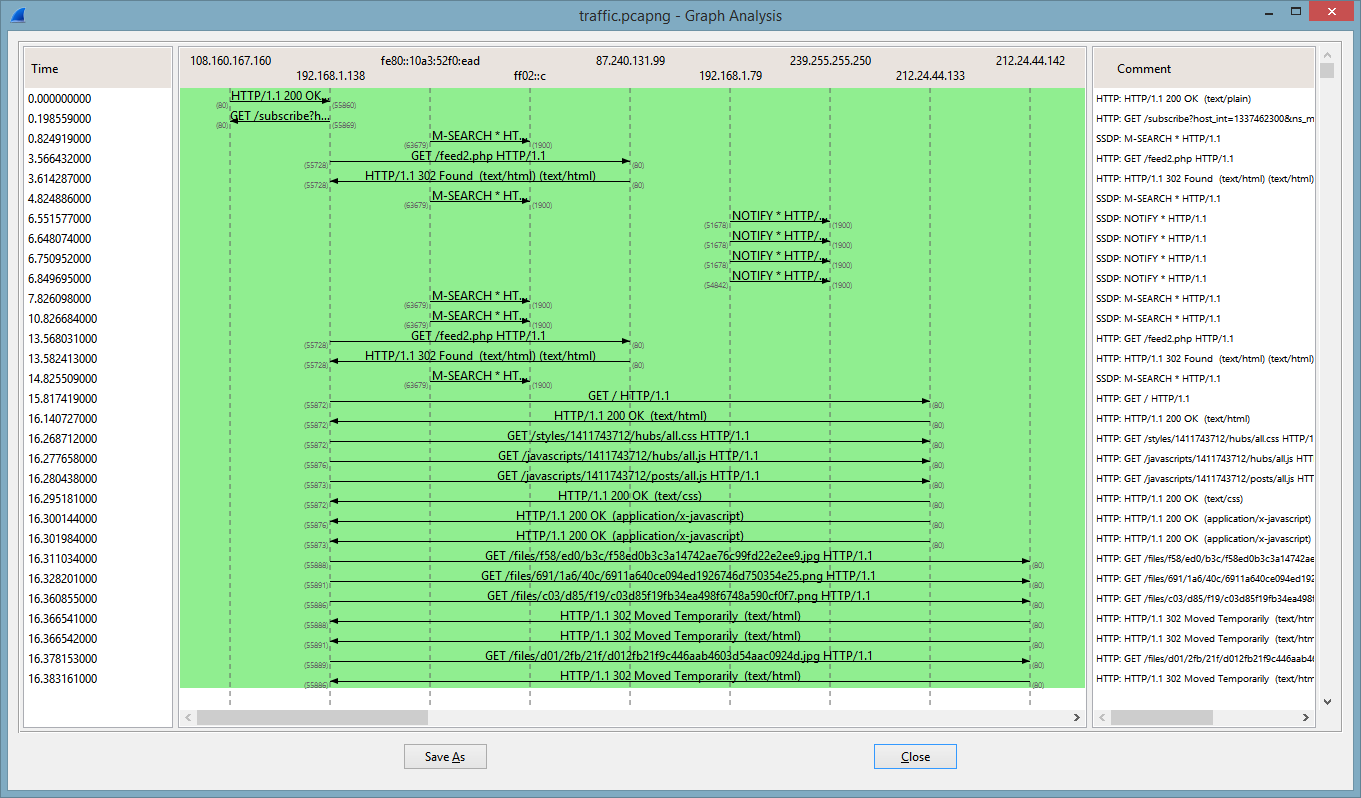 traffic.pcapng - Graph Analysis
Time
108.160.167.160 fe80::10a3:52f0:ead 87.240.131.99 239.255.255.250 212.24.44.142
192.168.1.138 ff02::c 192.168.1.79 212.24.44.133
Comment
0.000000000 HTTP/1.1 200 OK... (80) (55860) HTTP: HTTP/1.1 200 OK (text/plain)
0.198559000 GET /subscribe?h... (80) (55869) HTTP: GET /subscribe?host_int=1337462300&ns_m
0.824919000 M-SEARCH * HT... (63679) (1900) SSDP: M-SEARCH * HTTP/1.1
3.566432000 GET /feed2.php HTTP/1.1 (55728) (80) HTTP: GET /feed2.php HTTP/1.1
3.614287000 HTTP/1.1 302 Found (text/html) (text/html) (55728) (80) HTTP: HTTP/1.1 302 Found (text/html) (text/html)
4.824886000 M-SEARCH * HT... (63679) (1900) SSDP: M-SEARCH * HTTP/1.1
6.551577000 NOTIFY * HTTP/... (51678) (1900) SSDP: NOTIFY * HTTP/1.1
6.648074000 NOTIFY * HTTP/... (51678) (1900) SSDP: NOTIFY * HTTP/1.1
6.750952000 NOTIFY * HTTP/... (51678) (1900) SSDP: NOTIFY * HTTP/1.1
6.849695000 NOTIFY * HTTP/... (54842) (1900) SSDP: NOTIFY * HTTP/1.1
7.826098000 M-SEARCH * HT... (63679) (1900) SSDP: M-SEARCH * HTTP/1.1
10.826684000 M-SEARCH * HT... (63679) (1900) SSDP: M-SEARCH * HTTP/1.1
13.568031000 GET /feed2.php HTTP/1.1 (55728) (80) HTTP: GET /feed2.php HTTP/1.1
13.582413000 HTTP/1.1 302 Found (text/html) (text/html) (55728) (80) HTTP: HTTP/1.1 302 Found (text/html) (text/html)
14.825509000 M-SEARCH * HT... (63679) (1900) SSDP: M-SEARCH * HTTP/1.1
15.817419000 GET / HTTP/1.1 (55872) (80) HTTP: GET / HTTP/1.1
16.140727000 HTTP/1.1 200 OK (text/html) (55872) (80) HTTP: HTTP/1.1 200 OK (text/html)
16.268712000 GET /styles/1411743712/hubs/all.css HTTP/1.1 (55872) (80) HTTP: GET /styles/1411743712/hubs/all.css HTTP/1
16.277658000 GET /javascripts/1411743712/hubs/all.js HTTP/1.1 (55876) (80) HTTP: GET /javascripts/1411743712/hubs/all.js HTT
16.280438000 GET /javascripts/1411743712/posts/all.js HTTP/1.1 (55873) (80) HTTP: GET /javascripts/1411743712/posts/all.js HTT
16.295181000 HTTP/1.1 200 OK (text/css) (55872) (80) HTTP: HTTP/1.1 200 OK (text/css)
16.300144000 HTTP/1.1 200 OK (application/x-javascript) (55876) (80) HTTP: HTTP/1.1 200 OK (application/x-javascript)
16.301984000 HTTP/1.1 200 OK (application/x-javascript) (55873) (80) HTTP: HTTP/1.1 200 OK (application/x-javascript)
16.311034000 GET /files/f58/ed0/b3c/f58ed0b3c3a14742ae76c99fd22e2ee9.jpg HTTP/1.1 (55888) (80) HTTP: GET /files/f58/ed0/b3c/f58ed0b3c3a14742ae
16.328201000 GET /files/691/1a6/40c/6911a640ce094ed1926746d750354e25.png HTTP/1.1 (55891) (80) HTTP: GET /files/691/1a6/40c/6911a640ce094ed192
16.360855000 GET /files/c03/d85/f19/c03d85f19fb34ea498f6748a590cf0f7.png HTTP/1.1 (55886) (80) HTTP: GET /files/c03/d85/f19/c03d85f19fb34ea498f
16.366541000 HTTP/1.1 302 Moved Temporarily (text/html) (55888) (80) HTTP: HTTP/1.1 302 Moved Temporarily (text/htm
16.366542000 HTTP/1.1 302 Moved Temporarily (text/html) (55891) (80) HTTP: HTTP/1.1 302 Moved Temporarily (text/htm
16.378153000 GET /files/d01/2fb/21f/d012fb21f9c446aab4603d54aac0924d.jpg HTTP/1.1 (55889) (80) HTTP: GET /files/d01/2fb/21f/d012fb21f9c446aab4
16.383161000 HTTP/1.1 302 Moved Temporarily (text/html) (55886) (80) HTTP: HTTP/1.1 302 Moved Temporarily (text/htm
Save As
Close